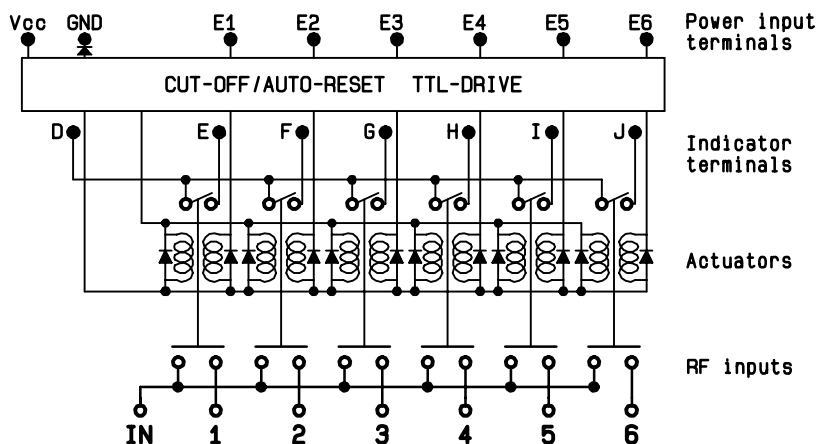 Vcc GND E1 E2 E3 E4 E5 E6 Power input
terminals
CUT-OFF/AUTO-RESET TTL-DRIVE
D E F G H I J Indicator
terminals
Actuators
RF inputs
IN 1 2 3 4 5 6